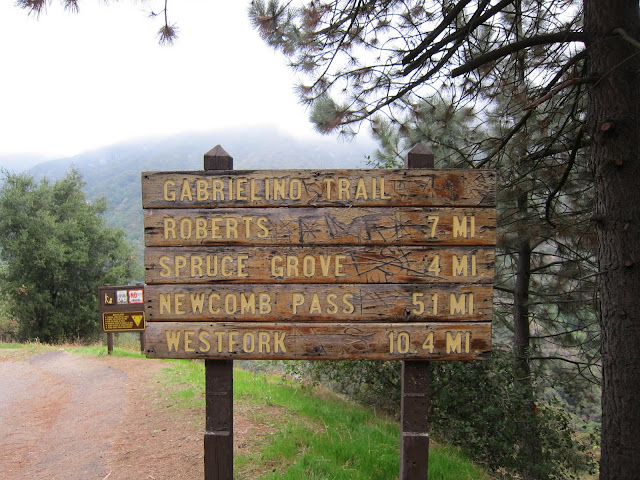 GABRIELINO TRAIL
ROBERTS 7 MI
SPRUCE GROVE 4 MI
NEWCOMB PASS 51 MI
WESTFORK 10.4 MI